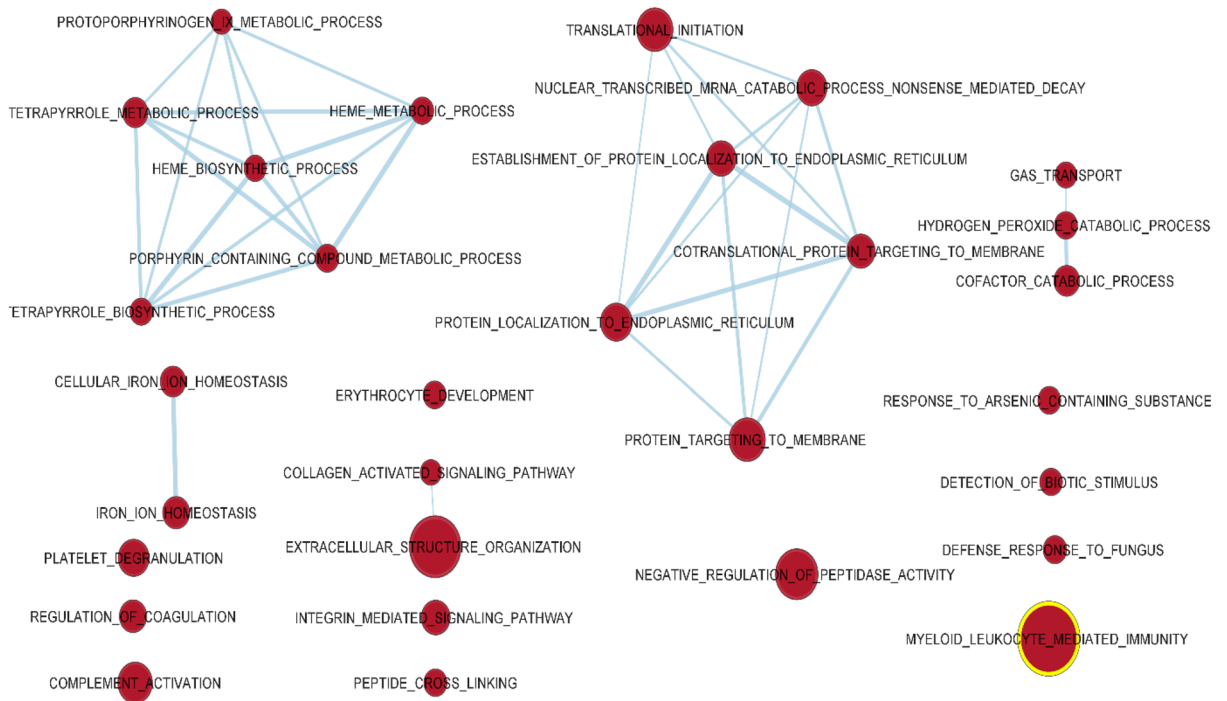 PROTOPORPHYRINOGEN_IX_METABOLIC_PROCESS
TETRAPYRROLE_METABOLIC_PROCESS
HEME_METABOLIC_PROCESS
HEME_BIOSYNTHETIC_PROCESS
PORPHYRIN_CONTAINING_COMPOUND_METABOLIC_PROCESS
TETRAPYRROLE_BIOSYNTHETIC_PROCESS
TRANSLATIONAL_INITIATION
NUCLEAR_TRANSCRIBED_MRNA_CATABOLIC_PROCESS_NONSENSE_MEDIATED_DECAY
ESTABLISHMENT_OF_PROTEIN_LOCALIZATION_TO_ENDOPLASMIC_RETICULUM
COTRANSLATIONAL_PROTEIN_TARGETING_TO_MEMBRANE
PROTEIN_LOCALIZATION_TO_ENDOPLASMIC_RETICULUM
PROTEIN_TARGETING_TO_MEMBRANE
GAS_TRANSPORT
HYDROGEN_PEROXIDE_CATABOLIC_PROCESS
COFACTOR_CATABOLIC_PROCESS
CELLULAR_IRON_ION_HOMEOSTASIS
IRON_ION_HOMEOSTASIS
PLATELET_DEGRANULATION
REGULATION_OF_COAGULATION
COMPLEMENT_ACTIVATION
ERYTHROCYTE_DEVELOPMENT
COLLAGEN_ACTIVATED_SIGNALING_PATHWAY
EXTRACELLULAR_STRUCTURE_ORGANIZATION
INTEGRIN_MEDIATED_SIGNALING_PATHWAY
PEPTIDE_CROSS_LINKING
NEGATIVE_REGULATION_OF_PEPTIDASE_ACTIVITY
RESPONSE_TO_ARSENIC_CONTAINING_SUBSTANCE
DETECTION_OF_BIOTIC_STIMULUS
DEFENSE_RESPONSE_TO_FUNGUS
MYELOID_LEUKOCYTE_MEDIATED_IMMUNITY